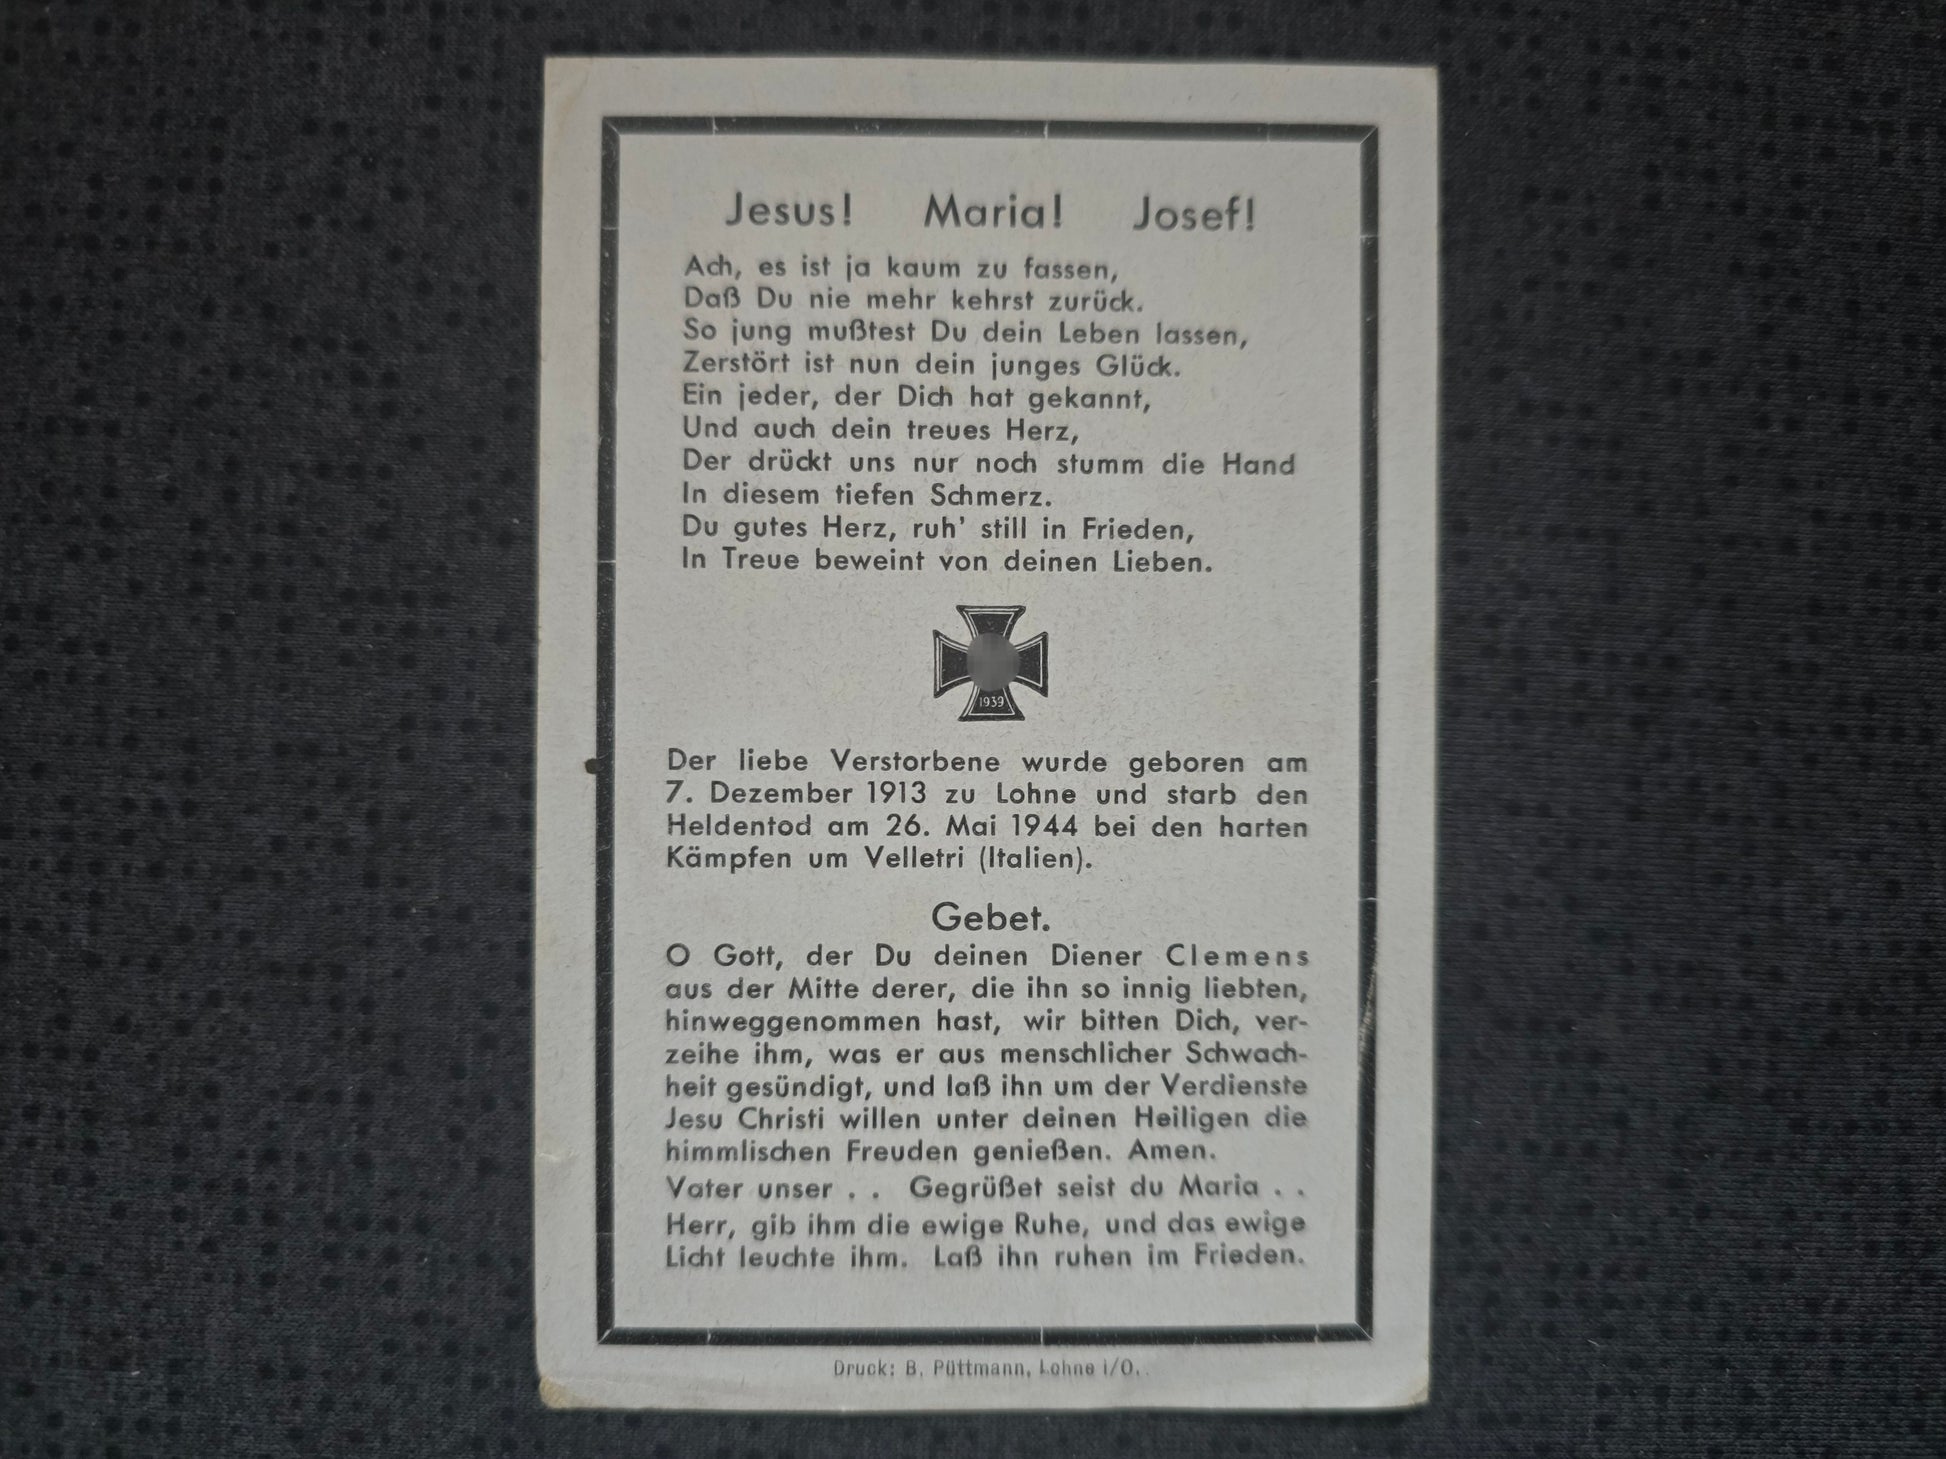 Jesus! Maria! Josef!
Ach, es ist ja kaum zu fassen,
Daß Du nie mehr kehrst zurück.
So jung mußtest Du dein Leben lassen,
Zerstört ist nun dein junges Glück.
Ein jeder, der Dich hat gekannt,
Und auch dein treues Herz,
Der drückt uns nur noch stumm die Hand
In diesem tiefen Schmerz.
Du gutes Herz, ruh' still in Frieden,
In Treue beweint von deinen Lieben.
1939
Der liebe Verstorbene wurde geboren am
7. Dezember 1913 zu Lohne und starb den
Heldentod am 26. Mai 1944 bei den harten
Kämpfen um Velletri (Italien).
Gebet.
O Gott, der Du deinen Diener Clemens
aus der Mitte derer, die ihn so innig liebten,
hinweggenommen hast, wir bitten Dich, ver-
zeihe ihm, was er aus menschlicher Schwach-
heit gesündigt, und laß ihn um der Verdienste
Jesu Christi willen unter deinen Heiligen die
himmlischen Freuden genießen. Amen.
Vater unser . . Gegrüßet seist du Maria . .
Herr, gib ihm die ewige Ruhe, und das ewige
Licht leuchte ihm. Laß ihn ruhen im Frieden.
Druck: B. Püttmann, Lohne i/O.